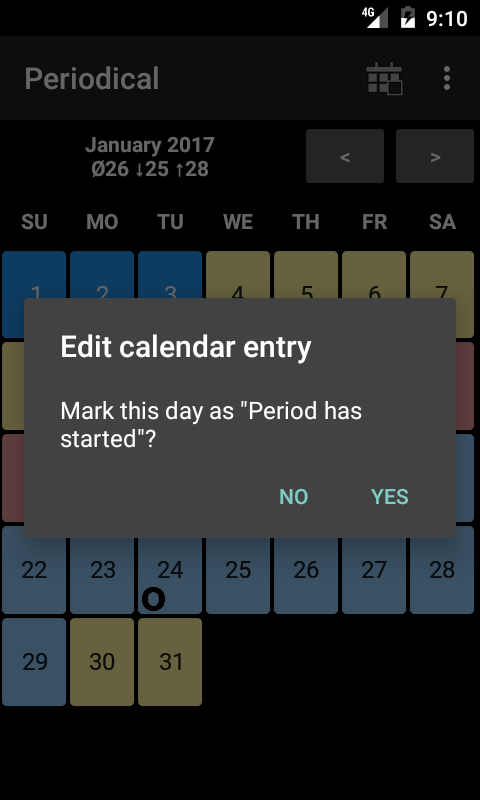 4G 9:10
Periodical
January 2017
Ø26 ↓25 ↑28
< >
SU MO TU WE TH FR SA
1 2 3 4 5 6 7
Edit calendar entry
Mark this day as "Period has
started"?
NO YES
22 23 24 25 26 27 28
29 30 31